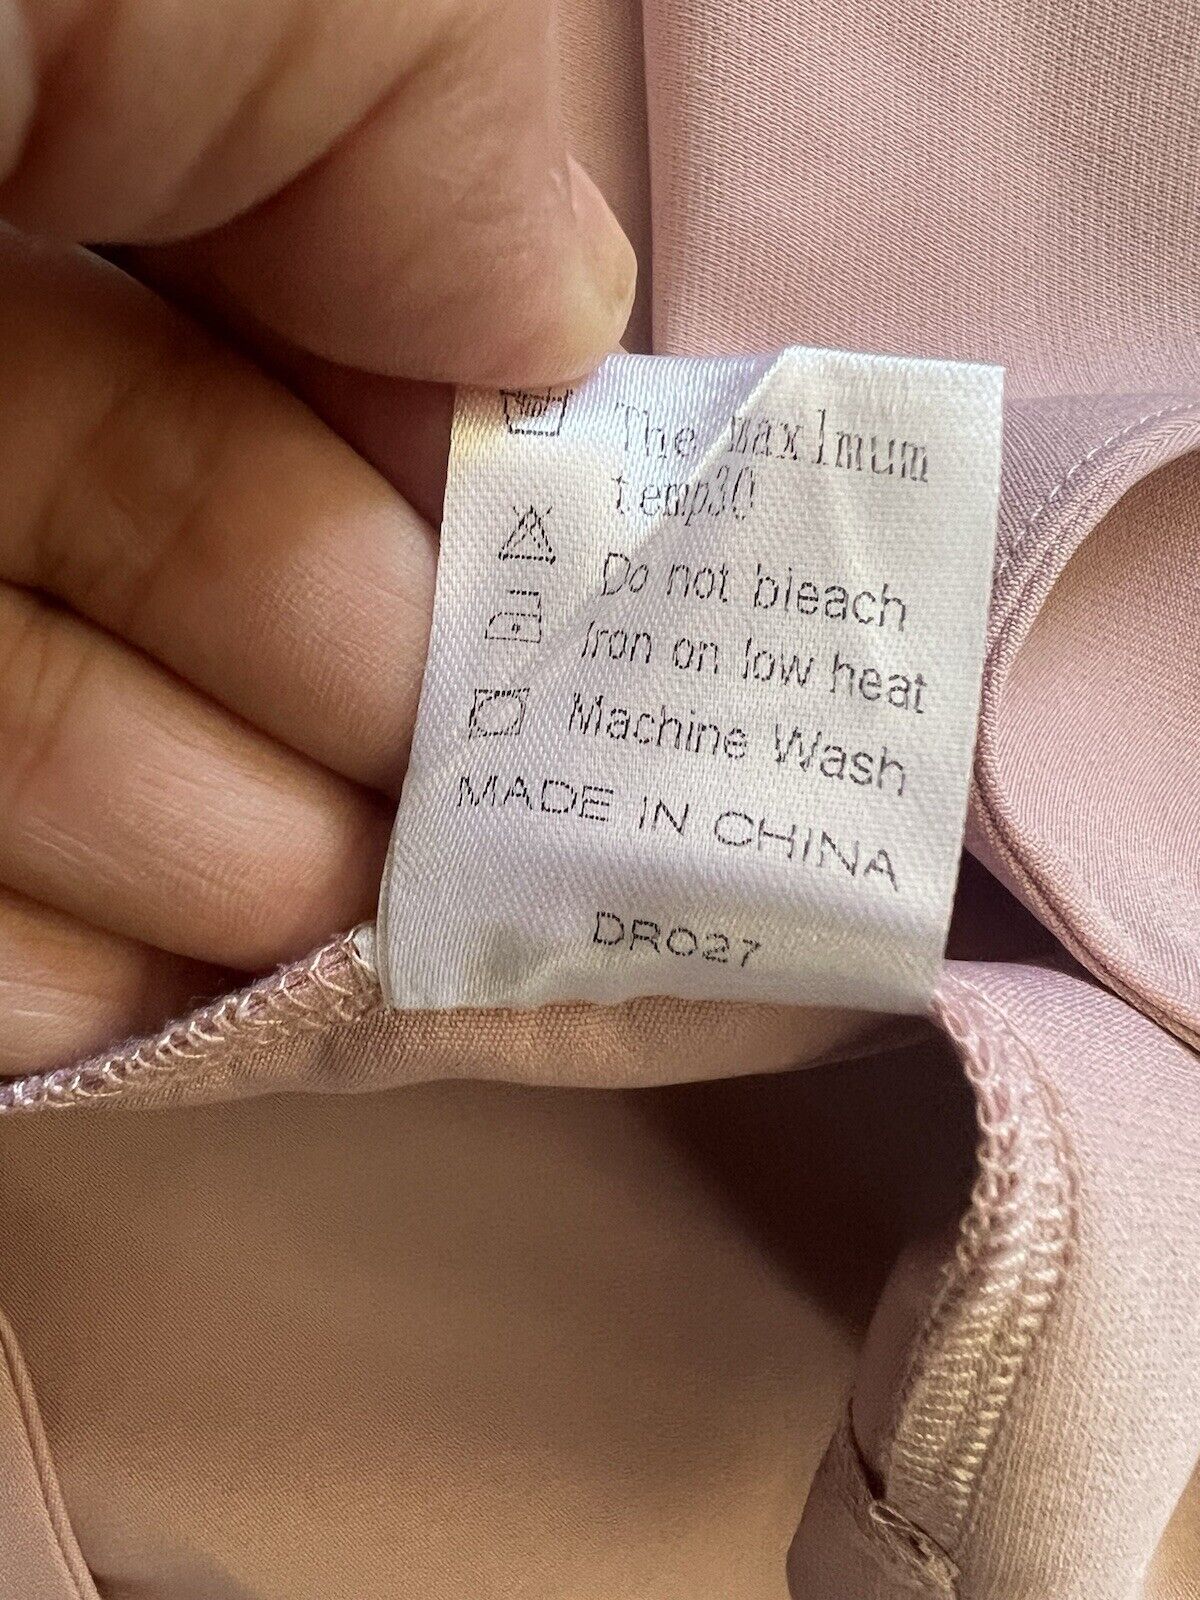 The maximum
temp30
Do not bleach
Iron on low heat
Machine Wash
MADE IN CHINA
DR027